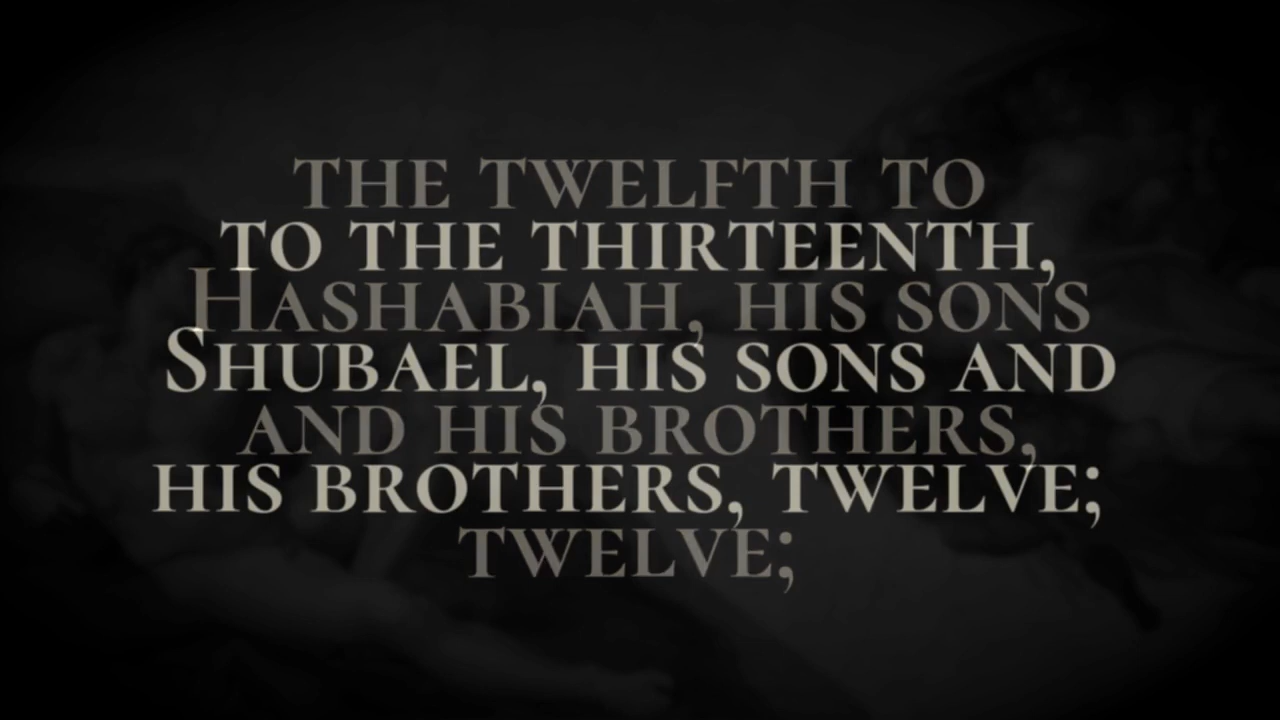 THE TWELFTH TO
TO THE THIRTEENTH,
HASHABIAH, HIS SONS
SHUBAEL, HIS SONS AND
AND HIS BROTHERS,
HIS BROTHERS, TWELVE;
TWELVE;